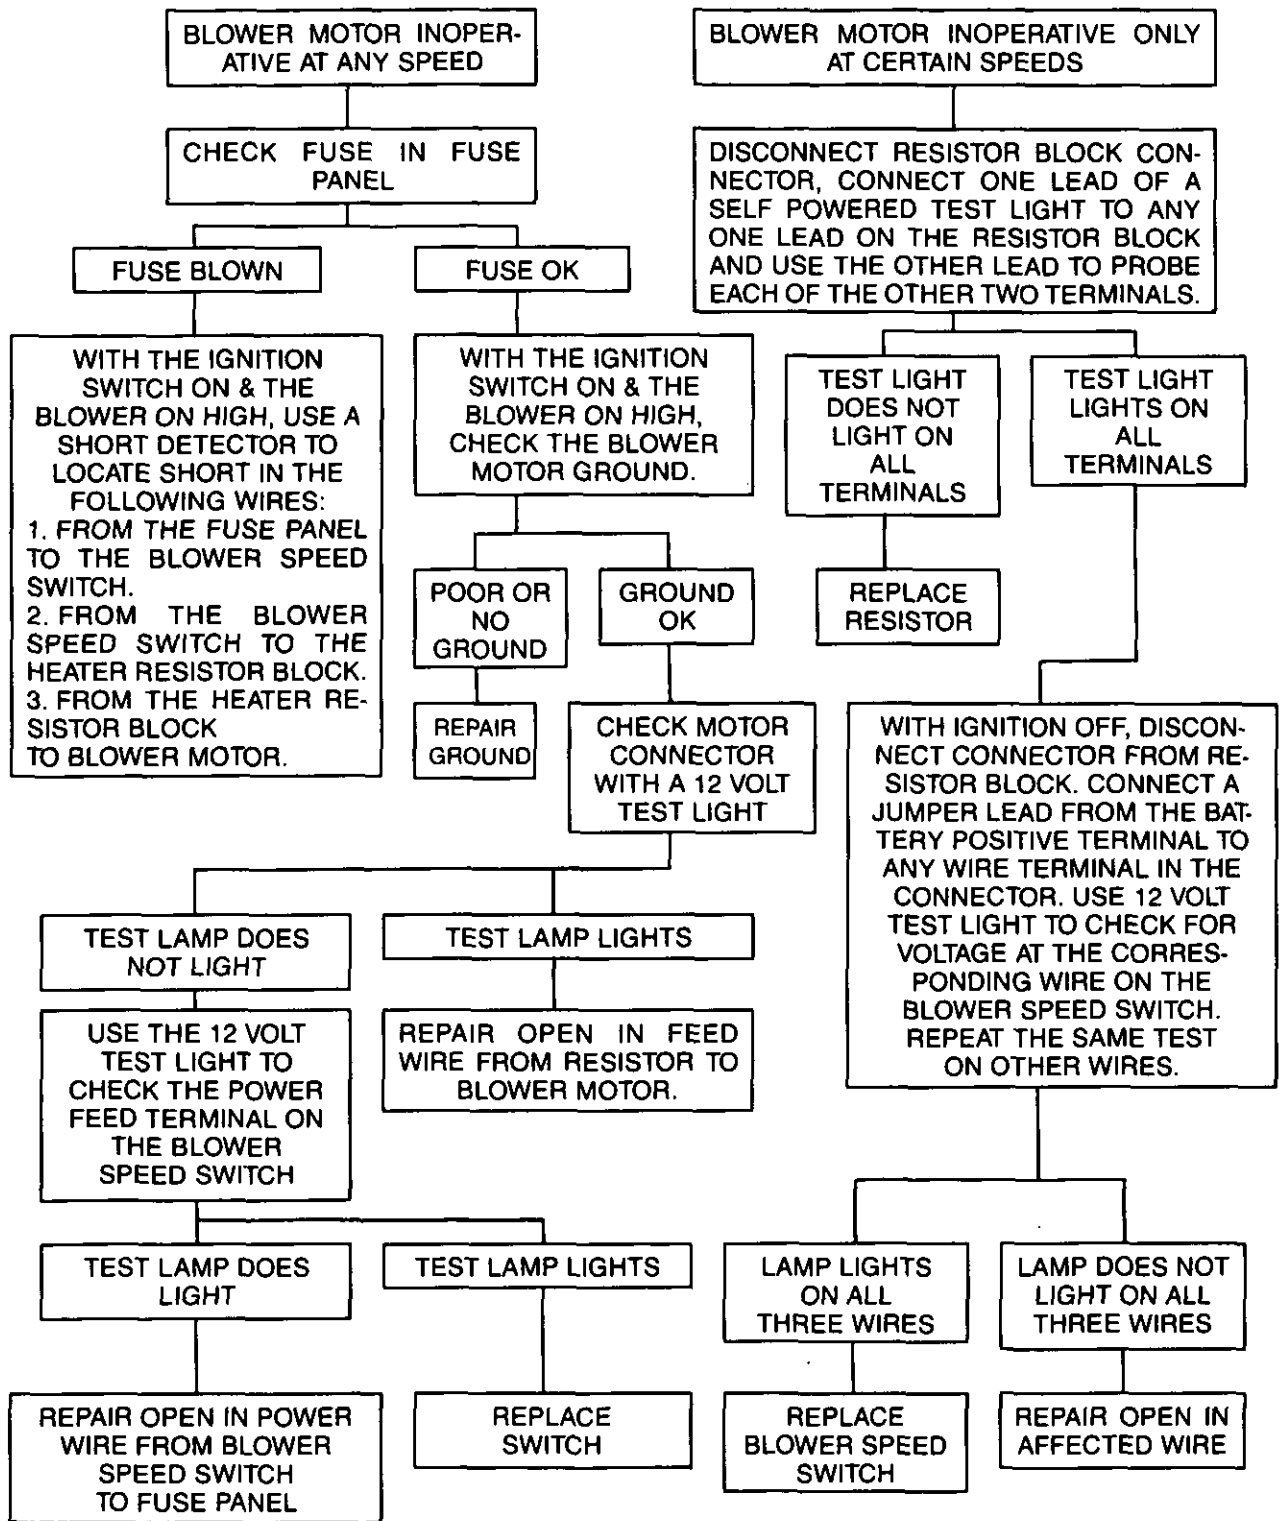 BLOWER MOTOR INOPER-
ATIVE AT ANY SPEED
CHECK FUSE IN FUSE
PANEL
FUSE BLOWN
FUSE OK
WITH THE IGNITION
SWITCH ON & THE
BLOWER ON HIGH, USE A
SHORT DETECTOR TO
LOCATE SHORT IN THE
FOLLOWING WIRES:
1. FROM THE FUSE PANEL
TO THE BLOWER SPEED
SWITCH.
2. FROM THE BLOWER
SPEED SWITCH TO THE
HEATER RESISTOR BLOCK.
3. FROM THE HEATER RE-
SISTOR BLOCK
TO BLOWER MOTOR.
WITH THE IGNITION
SWITCH ON & THE
BLOWER ON HIGH,
CHECK THE BLOWER
MOTOR GROUND.
POOR OR
NO
GROUND
GROUND
OK
REPAIR
GROUND
CHECK MOTOR
CONNECTOR
WITH A 12 VOLT
TEST LIGHT
TEST LAMP DOES
NOT LIGHT
TEST LAMP LIGHTS
USE THE 12 VOLT
TEST LIGHT TO
CHECK THE POWER
FEED TERMINAL ON
THE BLOWER
SPEED SWITCH
REPAIR OPEN IN FEED
WIRE FROM RESISTOR TO
BLOWER MOTOR.
TEST LAMP DOES
LIGHT
TEST LAMP LIGHTS
REPAIR OPEN IN POWER
WIRE FROM BLOWER
SPEED SWITCH
TO FUSE PANEL
REPLACE
SWITCH
BLOWER MOTOR INOPERATIVE ONLY
AT CERTAIN SPEEDS
DISCONNECT RESISTOR BLOCK CON-
NECTOR, CONNECT ONE LEAD OF A
SELF POWERED TEST LIGHT TO ANY
ONE LEAD ON THE RESISTOR BLOCK
AND USE THE OTHER LEAD TO PROBE
EACH OF THE OTHER TWO TERMINALS.
TEST LIGHT
DOES NOT
LIGHT ON
ALL
TERMINALS
TEST LIGHT
LIGHTS ON
ALL
TERMINALS
REPLACE
RESISTOR
WITH IGNITION OFF, DISCON-
NECT CONNECTOR FROM RE-
SISTOR BLOCK. CONNECT A
JUMPER LEAD FROM THE BAT-
TERY POSITIVE TERMINAL TO
ANY WIRE TERMINAL IN THE
CONNECTOR. USE 12 VOLT
TEST LIGHT TO CHECK FOR
VOLTAGE AT THE CORRES-
PONDING WIRE ON THE
BLOWER SPEED SWITCH.
REPEAT THE SAME TEST
ON OTHER WIRES.
LAMP LIGHTS
ON ALL
THREE WIRES
LAMP DOES NOT
LIGHT ON ALL
THREE WIRES
REPLACE
BLOWER SPEED
SWITCH
REPAIR OPEN IN
AFFECTED WIRE